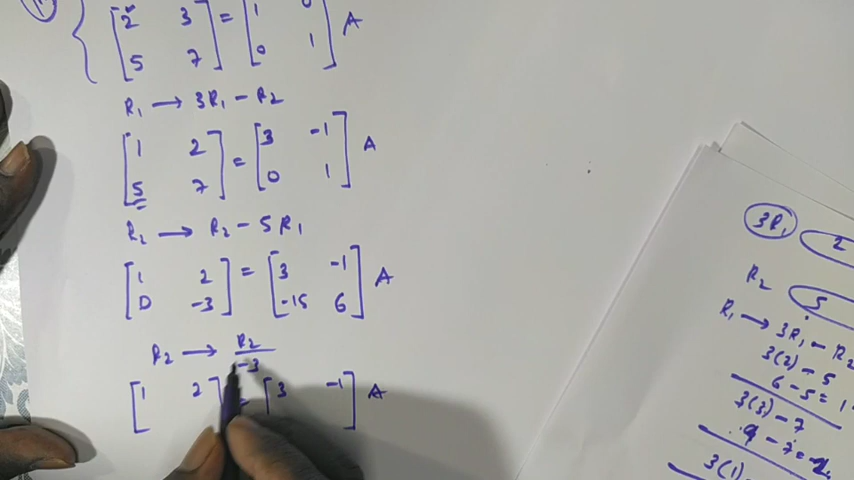 [2 3] = [1 0] A
[5 7] [0 1]
R₁ → 3R₁ - R₂
[1 2] = [3 -1] A
[5 7] [0 1]
R₂ → R₂ - 5R₁
[1 2] = [3 -1] A
[0 -3] [-15 6]
R₂ → R₂/-3
[1 2] = [3 -1] A
3R₁ 2
R₂ 5
R₁ → 3R₁ - R₂
3(2) - 5
6 - 5 = 1
3(3) - 7
9 - 7 = 2
3(1)